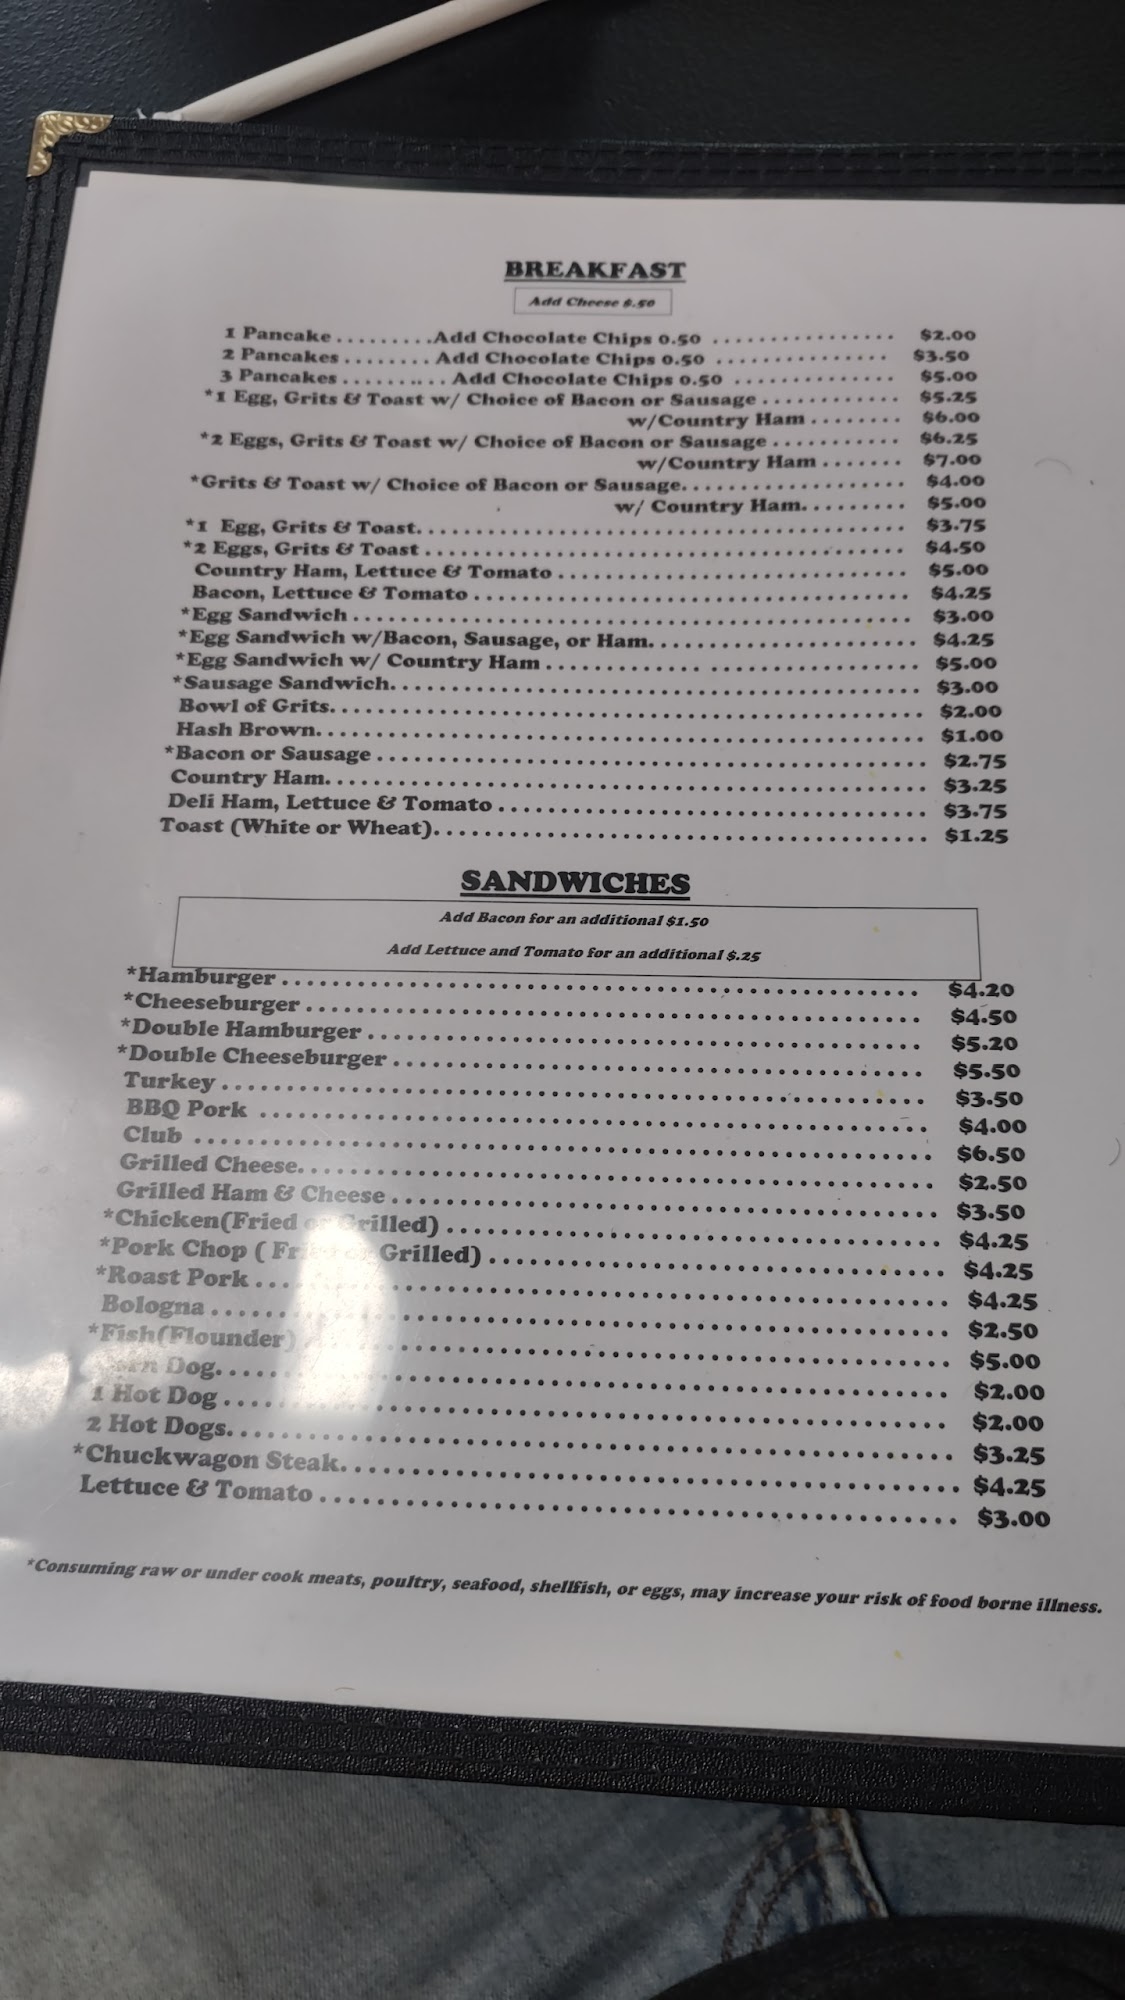 BREAKFAST
Add Cheese $.50
1 Pancake.........Add Chocolate Chips 0.50 ............... $2.00
2 Pancakes........Add Chocolate Chips 0.50 ............... $3.50
3 Pancakes..........Add Chocolate Chips 0.50 .............. $5.00
*1 Egg, Grits & Toast w/ Choice of Bacon or Sausage............ $5.25
w/Country Ham........ $6.00
*2 Eggs, Grits & Toast w/ Choice of Bacon or Sausage........... $6.25
w/Country Ham....... $7.00
*Grits & Toast w/ Choice of Bacon or Sausage................... $4.00
w/ Country Ham......... $5.00
*1 Egg, Grits & Toast........................................ $3.75
*2 Eggs, Grits & Toast....................................... $4.50
Country Ham, Lettuce & Tomato............................ $5.00
Bacon, Lettuce & Tomato................................... $4.25
*Egg Sandwich............................................. $3.00
*Egg Sandwich w/Bacon, Sausage, or Ham...................... $4.25
*Egg Sandwich w/ Country Ham............. ................. $5.00
*Sausage Sandwich.......................................... $3.00
Bowl of Grits................................................ $2.00
Hash Brown................................................. $1.00
*Bacon or Sausage............................................ $2.75
Country Ham................................................ $3.25
Deli Ham, Lettuce & Tomato.................................. $3.75
Toast (White or Wheat)........................................ $1.25
SANDWICHES
Add Bacon for an additional $1.50
Add Lettuce and Tomato for an additional $.25
*Hamburger................................................... $4.20
*Cheeseburger................................................. $4.50
*Double Hamburger............................................ $5.20
*Double Cheeseburger.......................................... $5.50
Turkey........................................................ $3.50
BBQ Pork ..................................................... $4.00
Club .......................................................... $6.50
Grilled Cheese.................................................. $2.50
Grilled Ham & Cheese........................................... $3.50
*Chicken(Fried or Grilled)....................................... $4.25
*Pork Chop ( Fried or Grilled).................................... $4.25
*Roast Pork..................................................... $4.25
Bologna......................................................... $2.50
*Fish(Flounder) ................................................. $5.00
Corn Dog........................................................ $2.00
1 Hot Dog........................................................ $2.00
2 Hot Dogs....................................................... $3.25
*Chuckwagon Steak............................................... $4.25
Lettuce & Tomato................................................. $3.00
*Consuming raw or under cook meats, poultry, seafood, shellfish, or eggs, may increase your risk of food borne illness.